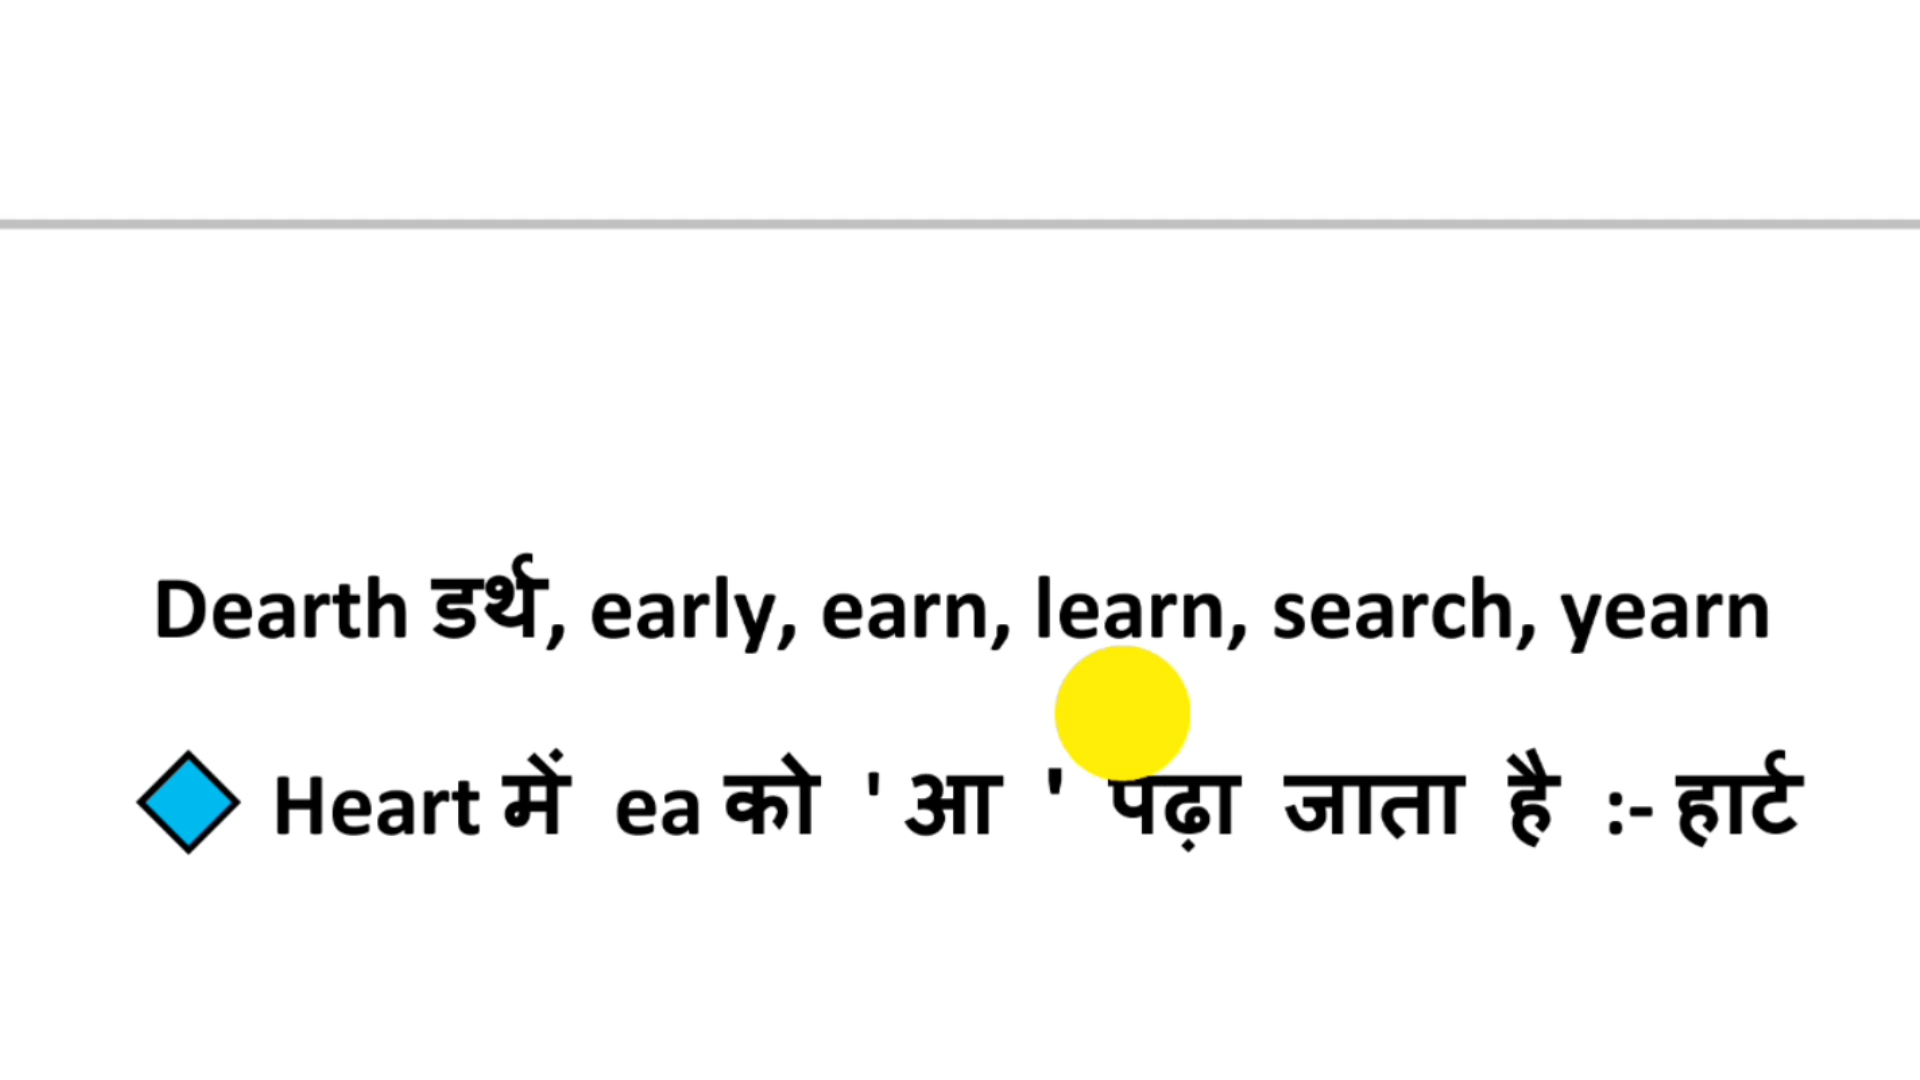 Dearth डर्थ, early, earn, learn, search, yearn
Heart में ea को ' आ ' पढ़ा जाता है :- हार्ट